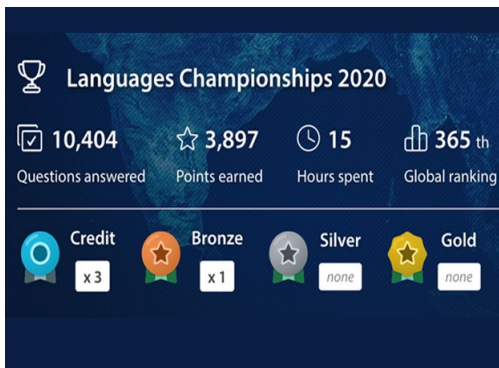 Languages Championships 2020
10,404 3,897 15 365 th
Questions answered Points earned Hours spent Global ranking
Credit Bronze Silver Gold
x 3 x 1 none none